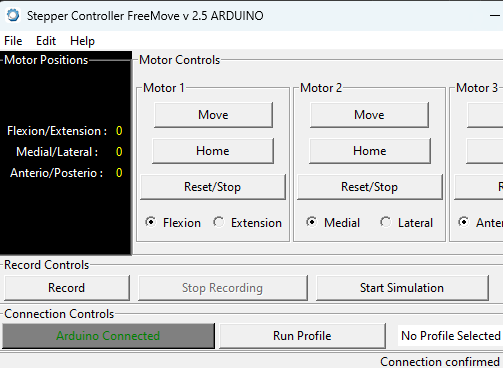 Stepper Controller FreeMove v 2.5 ARDUINO
File Edit Help
Motor Positions
Motor Controls
Motor 1
Motor 2
Motor 3
Move
Move
Flexion/Extension : 0
Medial/Lateral : 0
Anterio/Posterio : 0
Home
Home
Reset/Stop
Reset/Stop
R
Flexion Extension
Medial Lateral
Anter
Record Controls
Record
Stop Recording
Start Simulation
Connection Controls
Arduino Connected
Run Profile
No Profile Selected
Connection confirmed